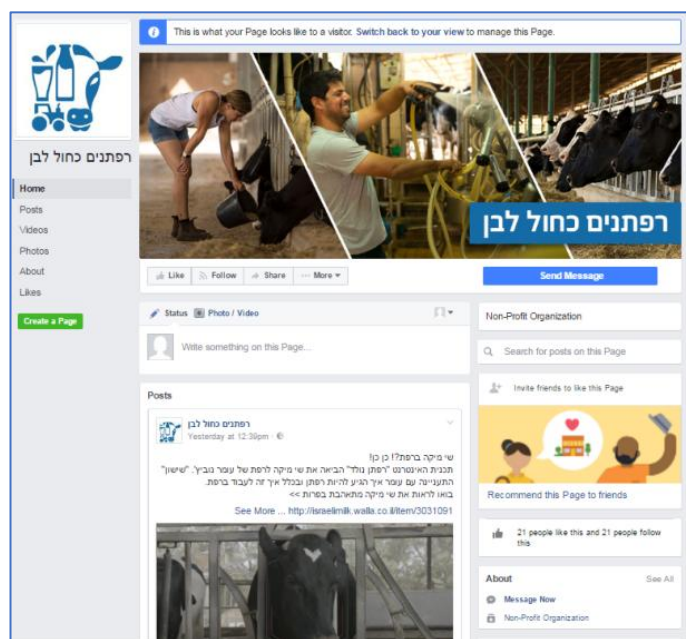 This is what your Page looks like to a visitor. Switch back to your view to manage this Page.
רפתנים כחול לבן
רפתנים כחול לבן
Home
Posts
Videos
Photos
About
Likes
Create a Page
Like Follow Share More
Send Message
Status Photo / Video
Write something on this Page...
Posts
רפתנים כחול לבן
Yesterday at 12:39pm
שי מיקה ברפת?! כן כן!
תכנית האינטרנט "רפתן נולד" הביאה את שי מיקה לרפת של עומר נוביץ'. "שישון"
התעניינה עם עומר איך הגיע להיות רפתן ובכלל איך זה לעבוד ברפת.
בואו לראות את שי מיקה מתאהבת בפרות >>
See More ... http://israelimilk.walla.co.il/item/3031091
Non-Profit Organization
Search for posts on this Page
Invite friends to like this Page
Recommend this Page to friends
21 people like this and 21 people follow
this
About See All
Message Now
Non-Profit Organization